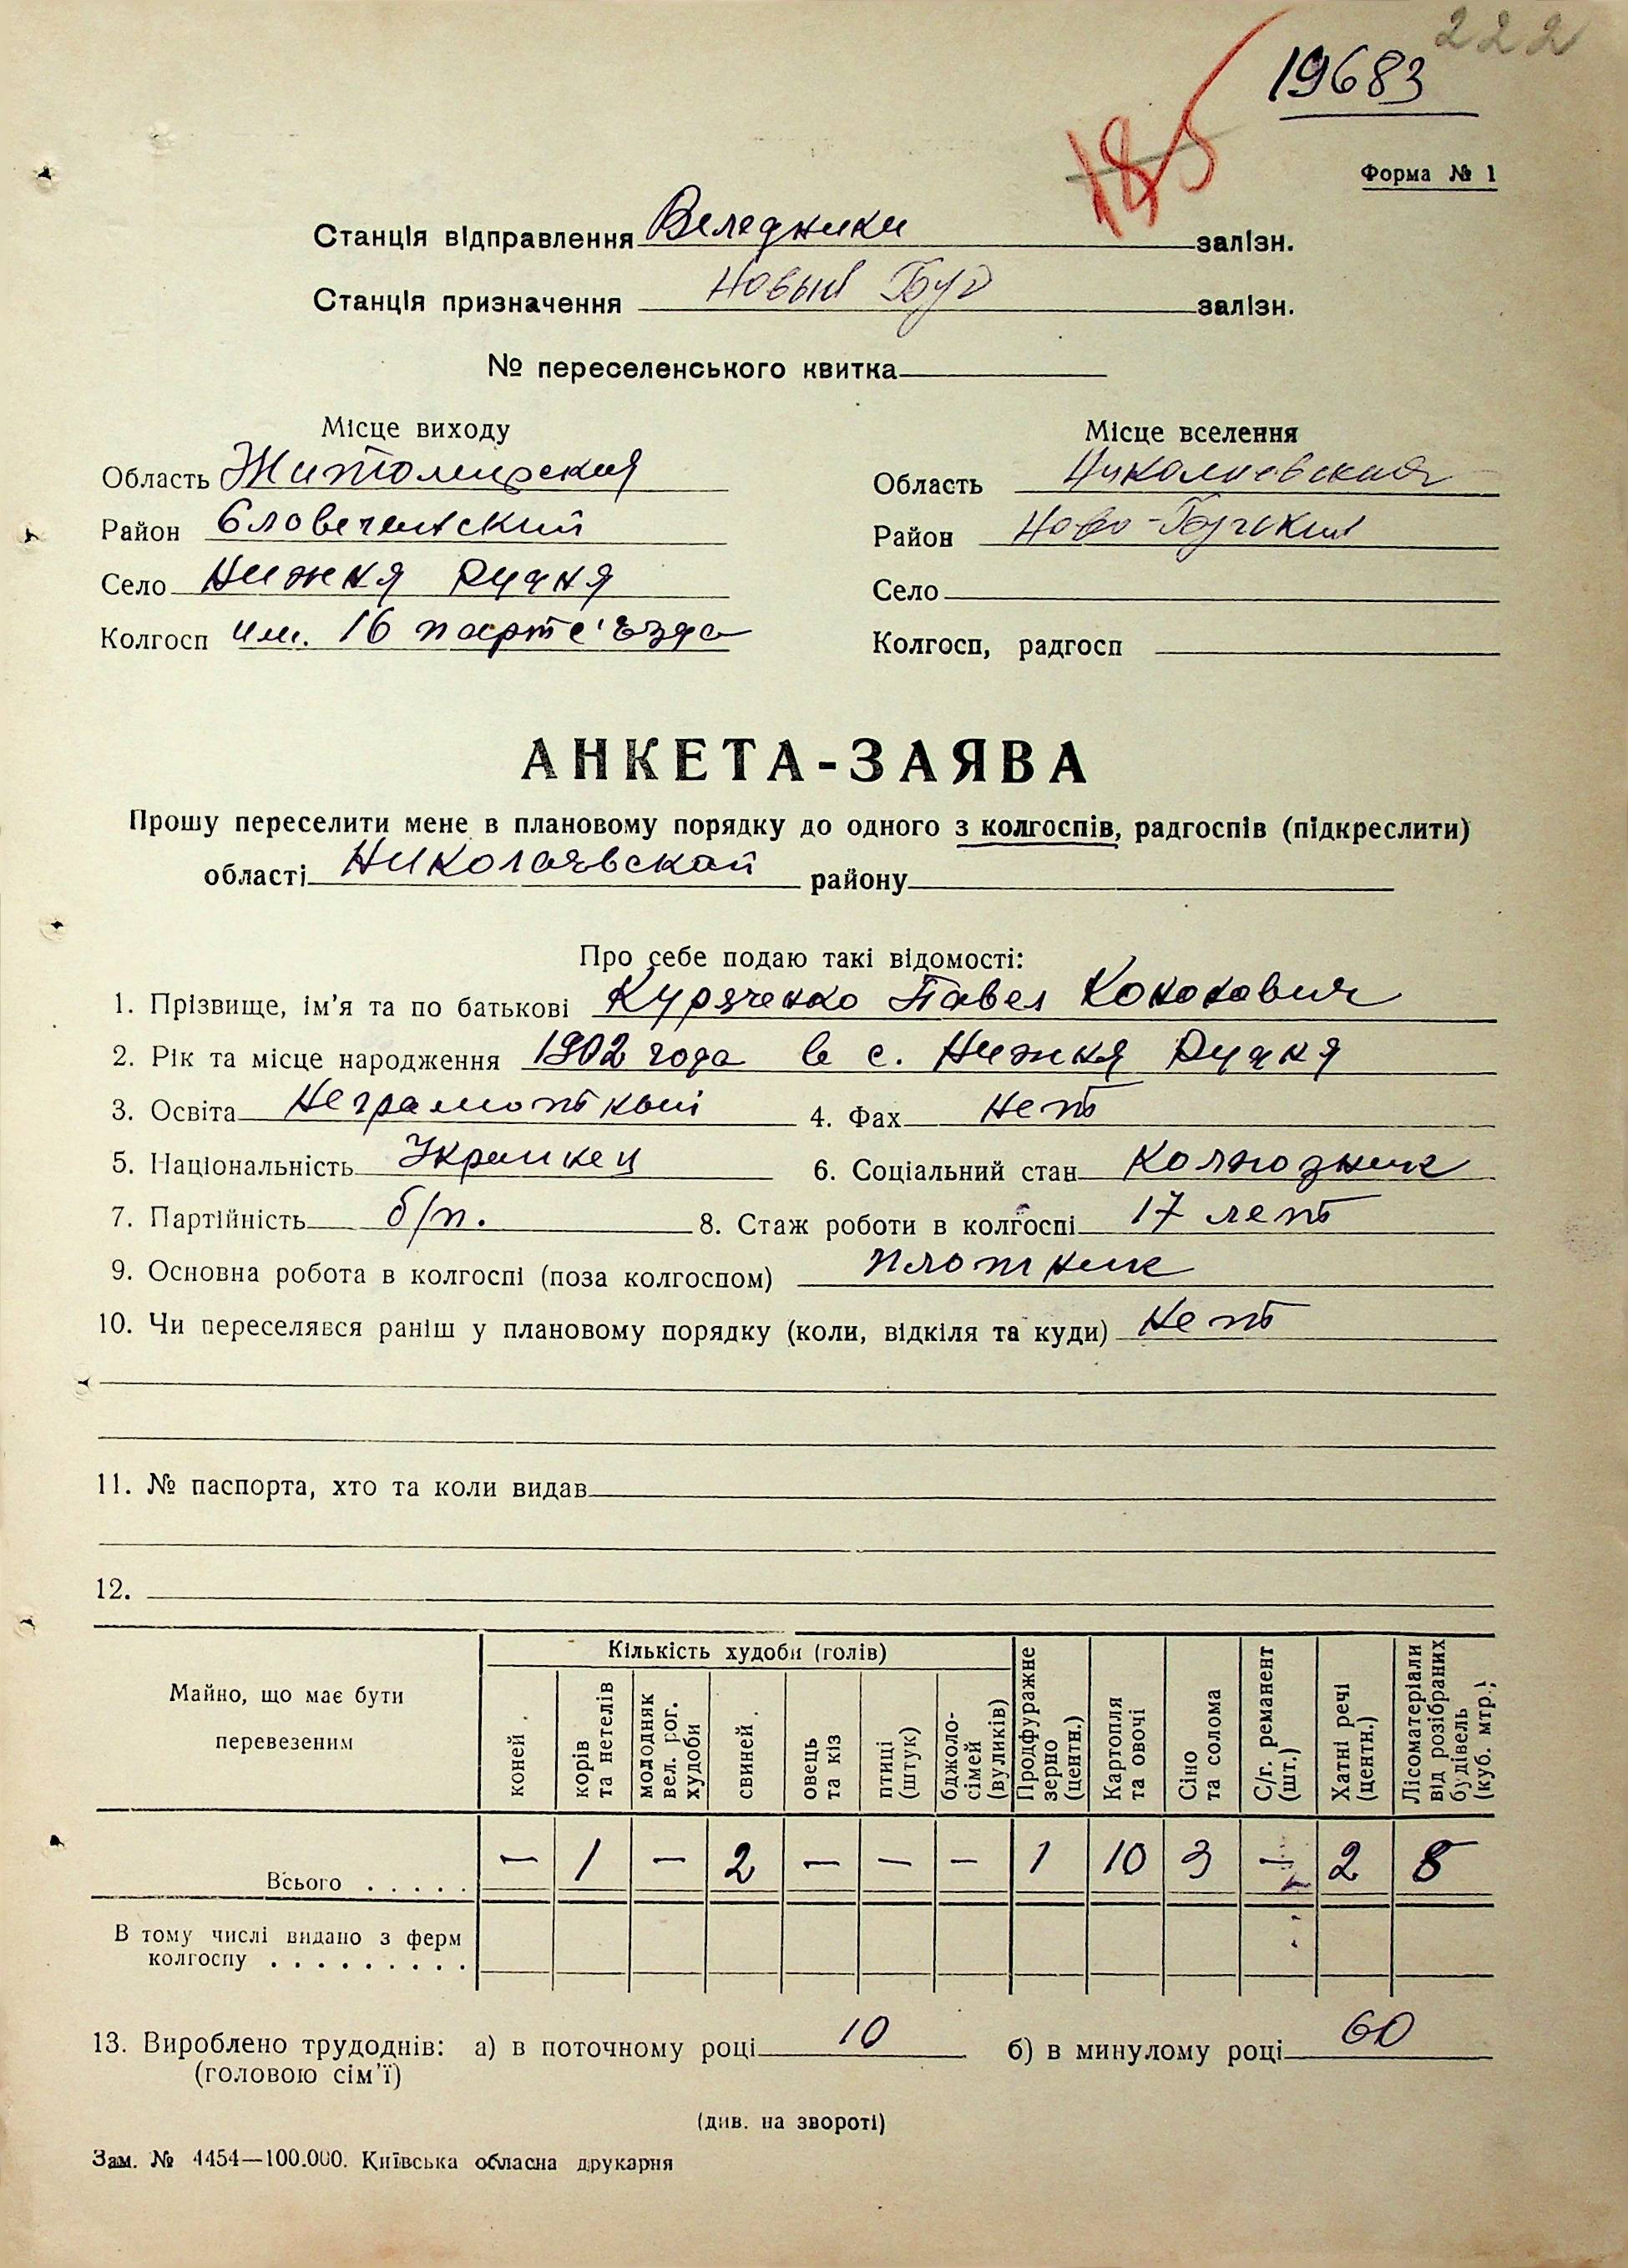 222
19683
185
Форма № 1
Станція відправлення Веледники залізн.
Станція призначення Новый Буг залізн.
№ переселенського квитка
Місце виходу Місце вселення
Область Житомирская Область Николаевская
Район Словечанский Район Ново-Бугский
Село Нижня Рудня Село
Колгосп им. 16 партс'ъзда Колгосп, радгосп
АНКЕТА-ЗАЯВА
Прошу переселити мене в плановому порядку до одного з колгоспів, радгоспів (підкреслити)
області Николаевской району
Про себе подаю такі відомості:
1. Прізвище, ім'я та по батькові Куряченко Павел Кононович
2. Рік та місце народження 1902 года в с. Нижня Рудня
3. Освіта Неграмотный 4. Фах Нет
5. Національність Украинец 6. Соціальний стан Колхозник
7. Партійність б/п. 8. Стаж роботи в колгоспі 17 лет
9. Основна робота в колгоспі (поза колгоспом) плотник
10. Чи переселявся раніш у плановому порядку (коли, відкіля та куди) Нет
11. № паспорта, хто та коли видав
12.
Майно, що має бути перевезеним
Кількість худоби (голів)
коней
корів та нетелів
молодняк вел. рог. худоби
свиней
овець та кіз
птиці (штук)
бджоло-сімей (вуликів)
Продфуражне зерно (центн.)
Картопля та овочі
Сіно та солома
С/г. реманент (шт.)
Хатні речі (центн.)
Лісоматеріали від розібраних будівель (куб. мтр.)
Всього . . . . . — 1 — 2 — — — 1 10 3 — 2 8
В тому числі видано з ферм
колгоспу . . . . . . . . .
13. Вироблено трудоднів: а) в поточному році 10 б) в минулому році 60
(головою сім'ї)
(див. на звороті)
Зам. № 4454—100.000. Київська обласна друкарня